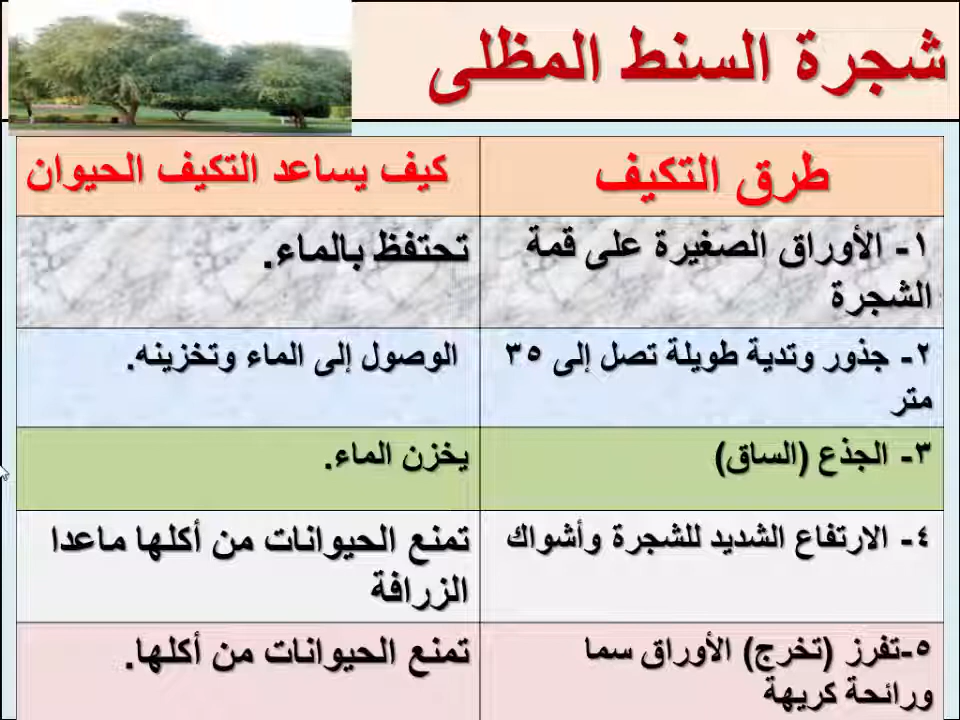 شجرة السنط المظلى
طرق التكيف
كيف يساعد التكيف الحيوان
١- الأوراق الصغيرة على قمة
الشجرة
تحتفظ بالماء.
٢- جذور وتدية طويلة تصل إلى ٣٥
متر
الوصول إلى الماء وتخزينه.
٣- الجذع (الساق)
يخزن الماء.
٤- الارتفاع الشديد للشجرة وأشواك
تمنع الحيوانات من أكلها ماعدا
الزرافة
٥-تفرز (تخرج) الأوراق سما
ورائحة كريهة
تمنع الحيوانات من أكلها.